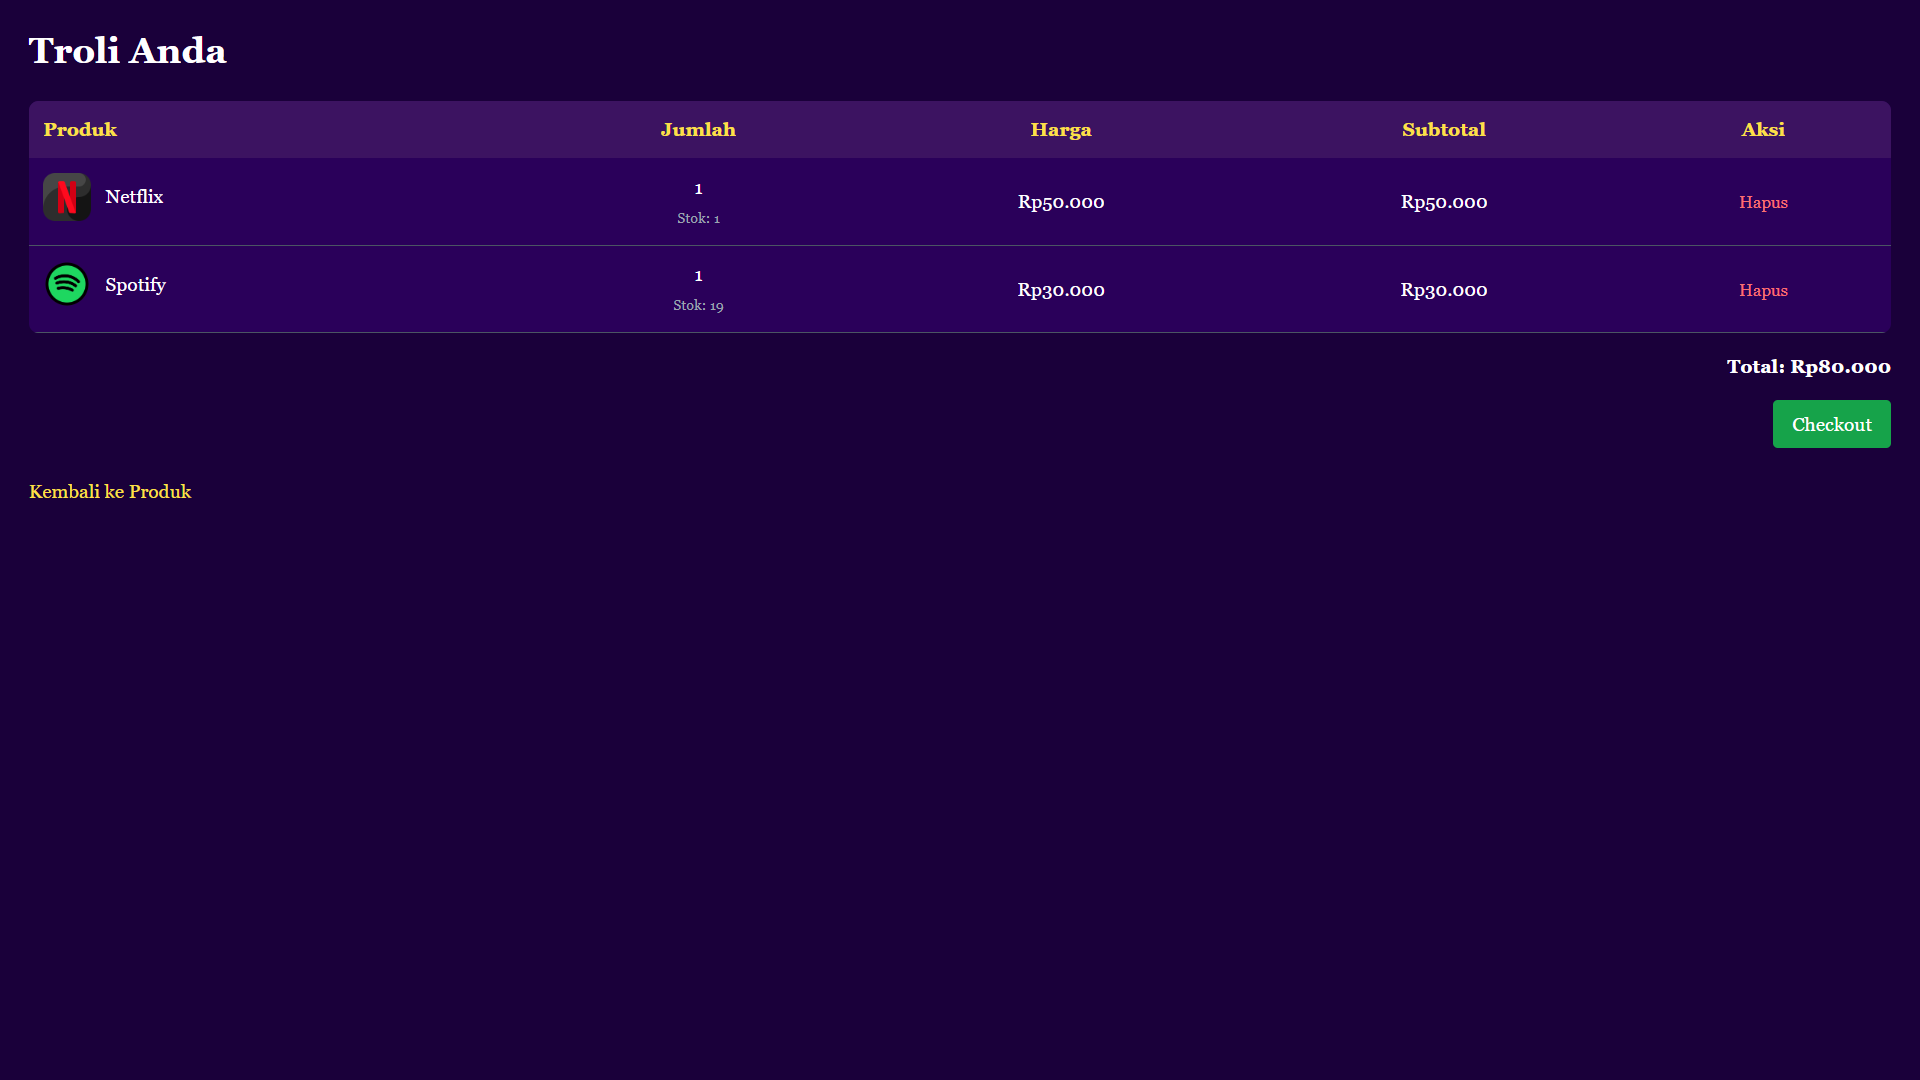 Troli Anda
Produk Jumlah Harga Subtotal Aksi
N Netflix 1 Rp50.000 Rp50.000 Hapus
Stok: 1
Spotify 1 Rp30.000 Rp30.000 Hapus
Stok: 19
Total: Rp80.000
Checkout
Kembali ke Produk